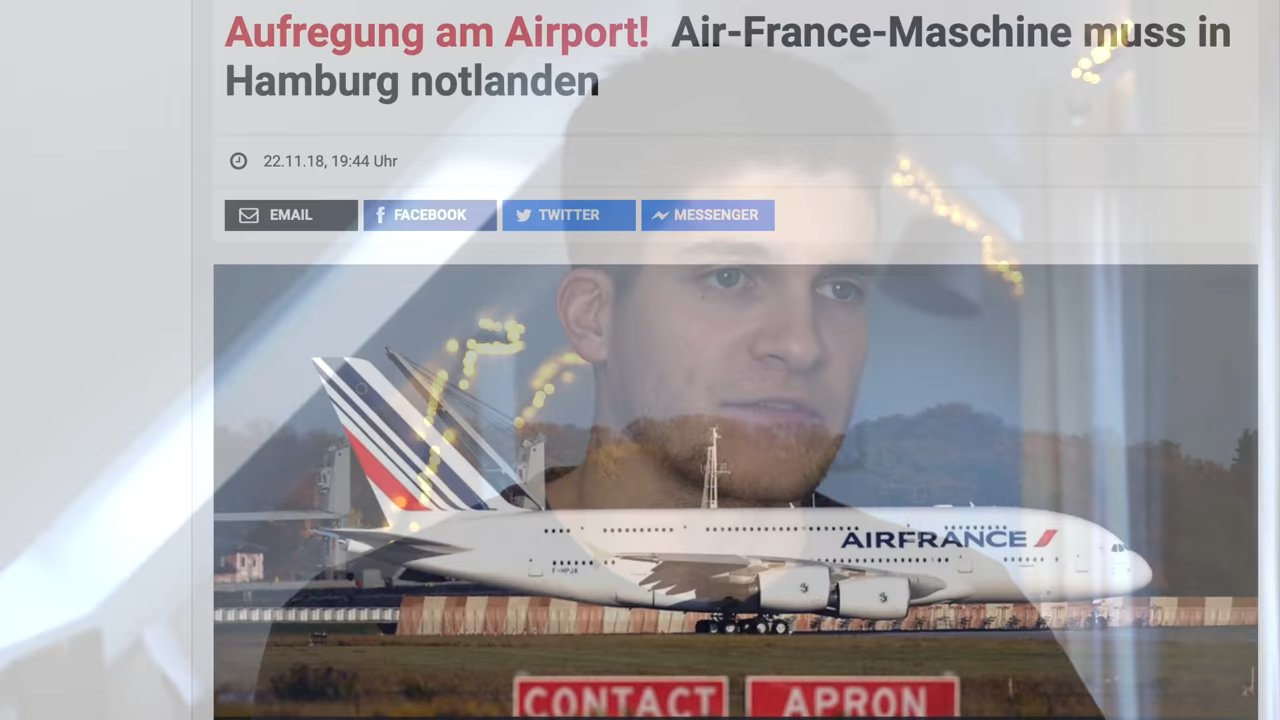 Aufregung am Airport! Air-France-Maschine muss in
Hamburg notlanden
22.11.18, 19:44 Uhr
EMAIL
FACEBOOK
TWITTER
MESSENGER
AIRFRANCE
F-HPJA
CONTACT APRON